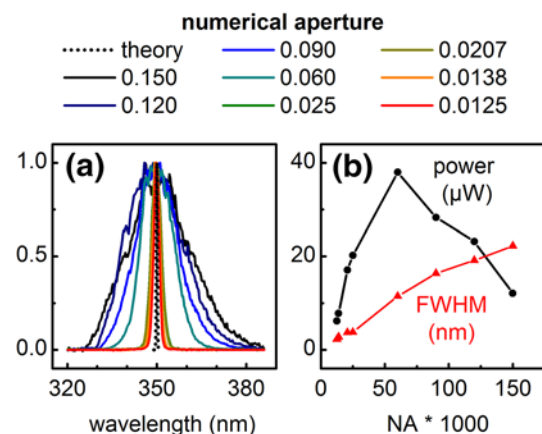 numerical aperture
theory 0.090 0.0207
0.150 0.060 0.0138
0.120 0.025 0.0125
(a)
1.0
0.5
0.0
320 350 380
wavelength (nm)
(b)
power
(μW)
FWHM
(nm)
40
20
0
0 50 100 150
NA * 1000